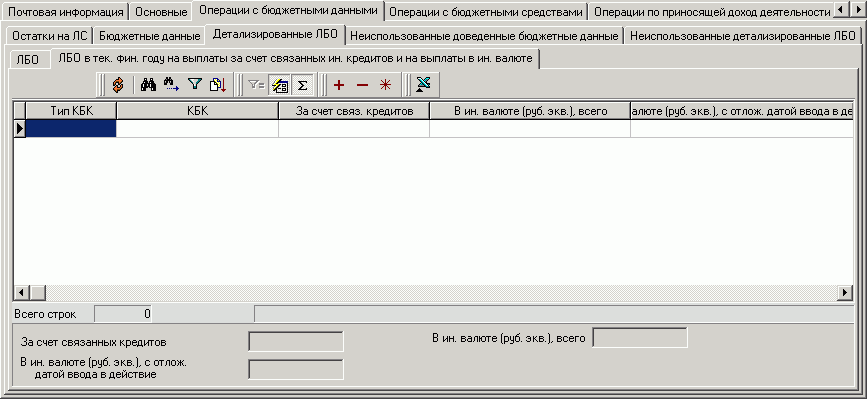 Почтовая информация Основные Операции с бюджетными данными Операции с бюджетными средствами Операции по приносящей доход деятельности
Остатки на ЛС Бюджетные данные Детализированные ЛБО Неиспользованные доведенные бюджетные данные Неиспользованные детализированные ЛБО
ЛБО ЛБО в тек. фин. году на выплаты за счет связанных ин. кредитов и на выплаты в ин. валюте
Тип КБК КБК За счет связ. кредитов В ин. валюте (руб. экв.), всего алюте (руб. экв.), с отлож. датой ввода в де
Всего строк 0
За счет связанных кредитов В ин. валюте (руб. экв.), всего
В ин. валюте (руб. экв.), с отлож.
датой ввода в действие